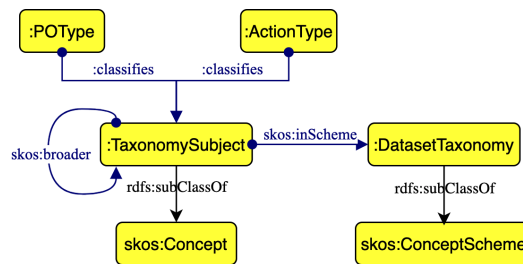 :POType
:ActionType
:classifies
:classifies
:TaxonomySubject
skos:inScheme
:DatasetTaxonomy
skos:broader
rdfs:subClassOf
rdfs:subClassOf
skos:Concept
skos:ConceptScheme